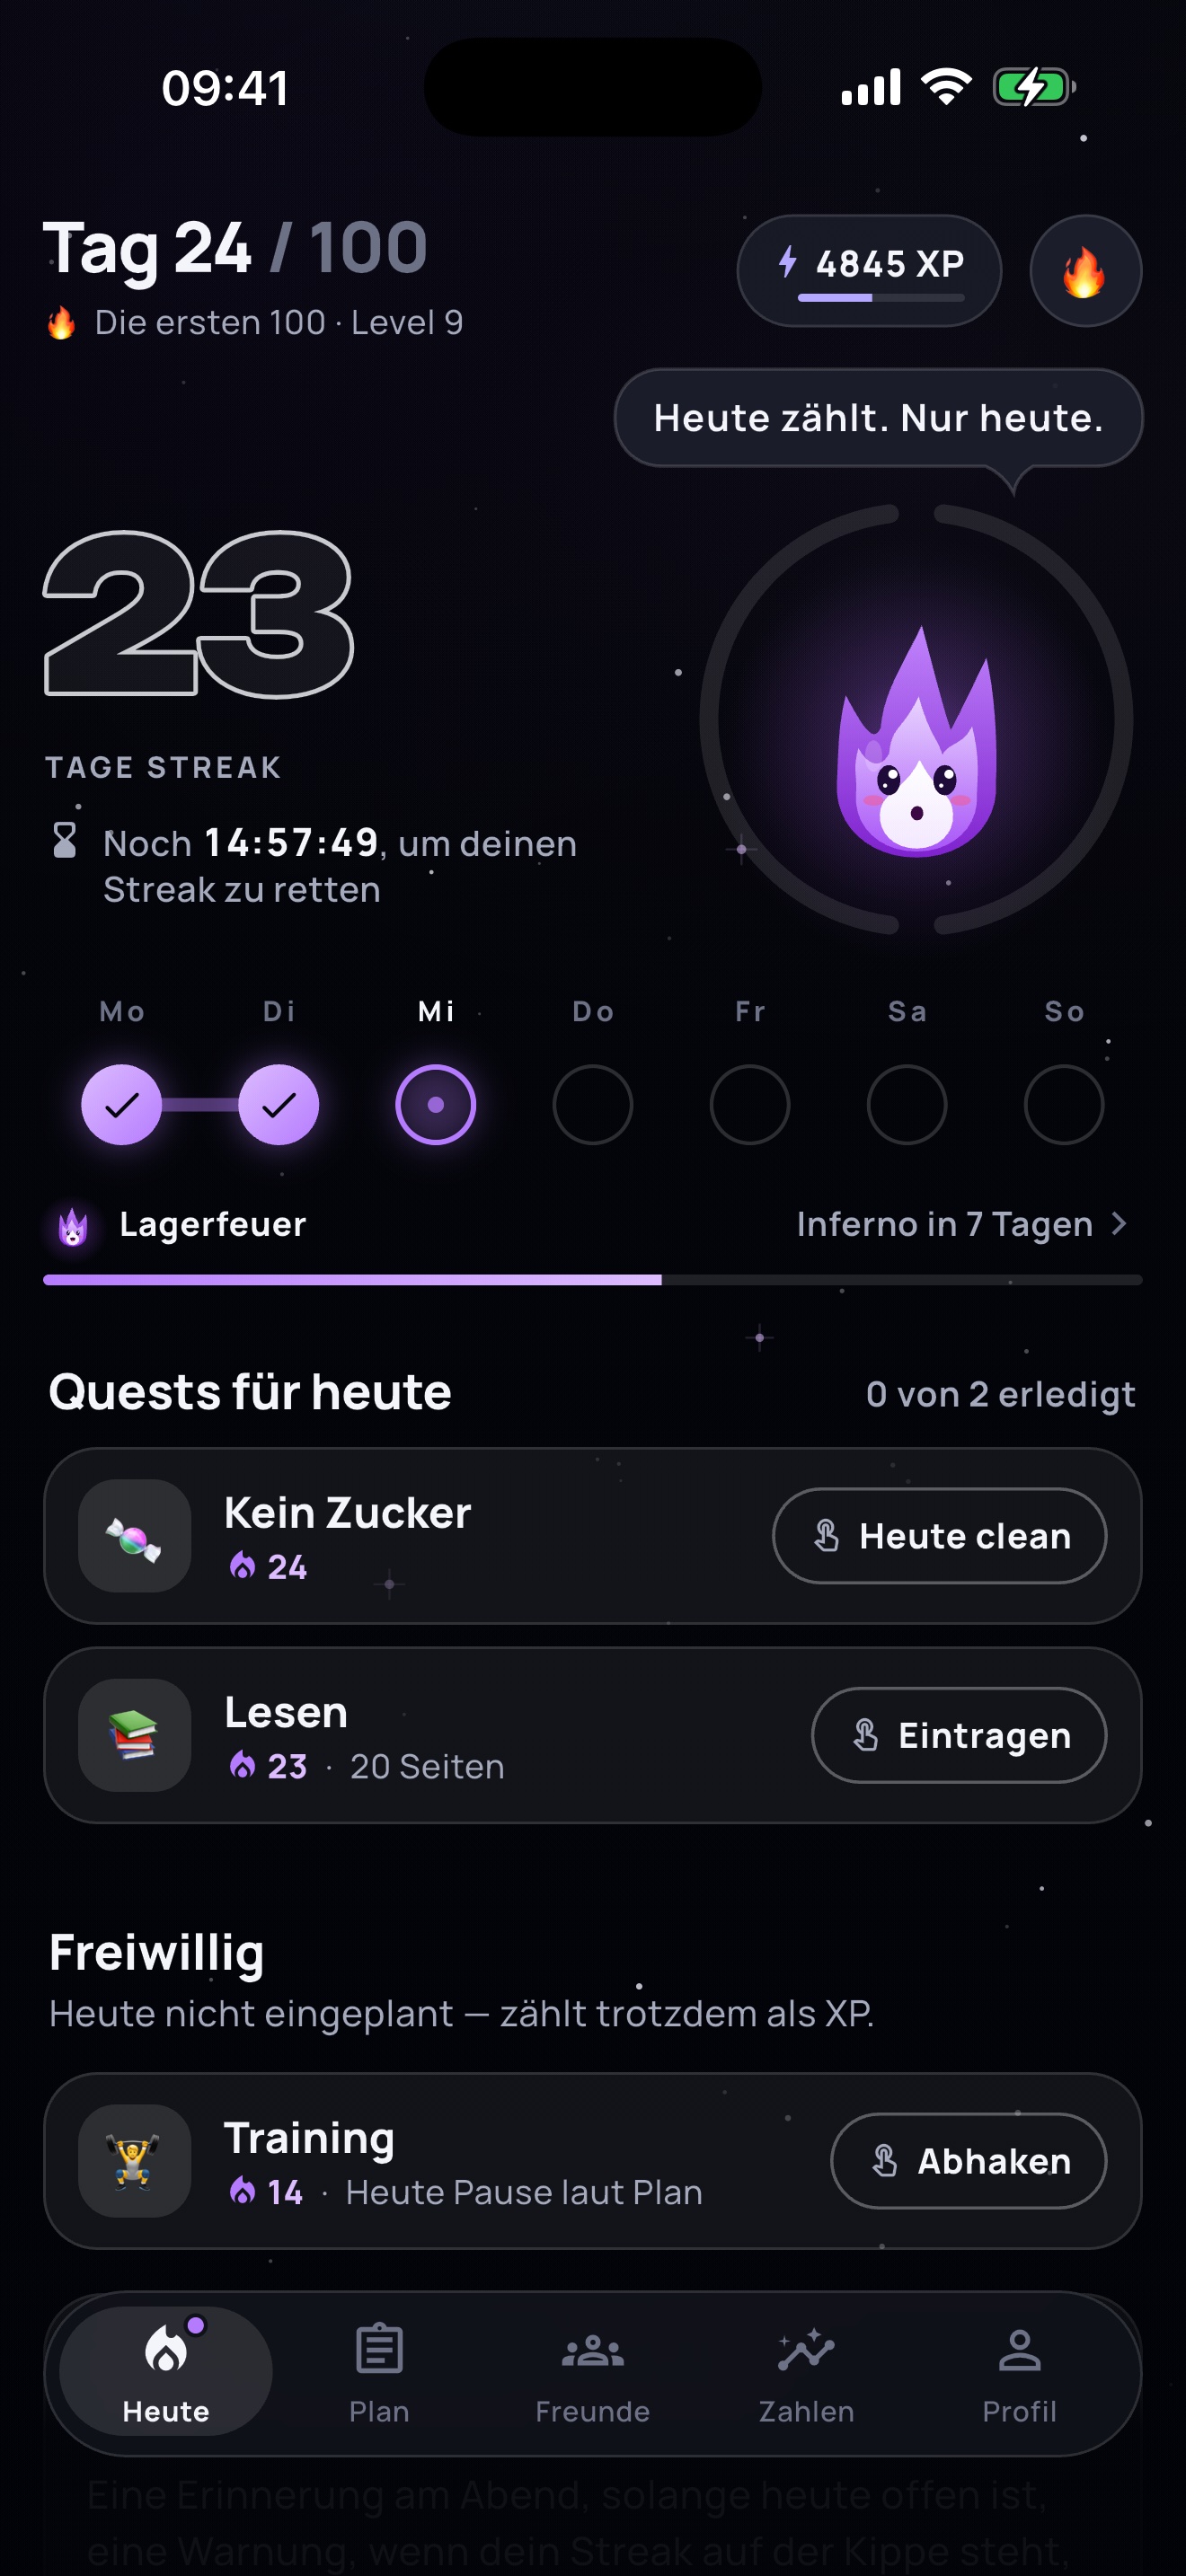 09:41
Tag 24 / 100
4845 XP
Die ersten 100 · Level 9
Heute zählt. Nur heute.
23
TAGE STREAK
Noch 14:57:49, um deinen
Streak zu retten
Mo Di Mi Do Fr Sa So
Lagerfeuer
Inferno in 7 Tagen
Quests für heute
0 von 2 erledigt
Kein Zucker
24
Heute clean
Lesen
23 · 20 Seiten
Eintragen
Freiwillig
Heute nicht eingeplant — zählt trotzdem als XP.
Training
14 · Heute Pause laut Plan
Abhaken
Heute Plan Freunde Zahlen Profil
Eine Erinnerung am Abend, solange heute offen ist,
eine Warnung, wenn dein Streak auf der Kippe steht,